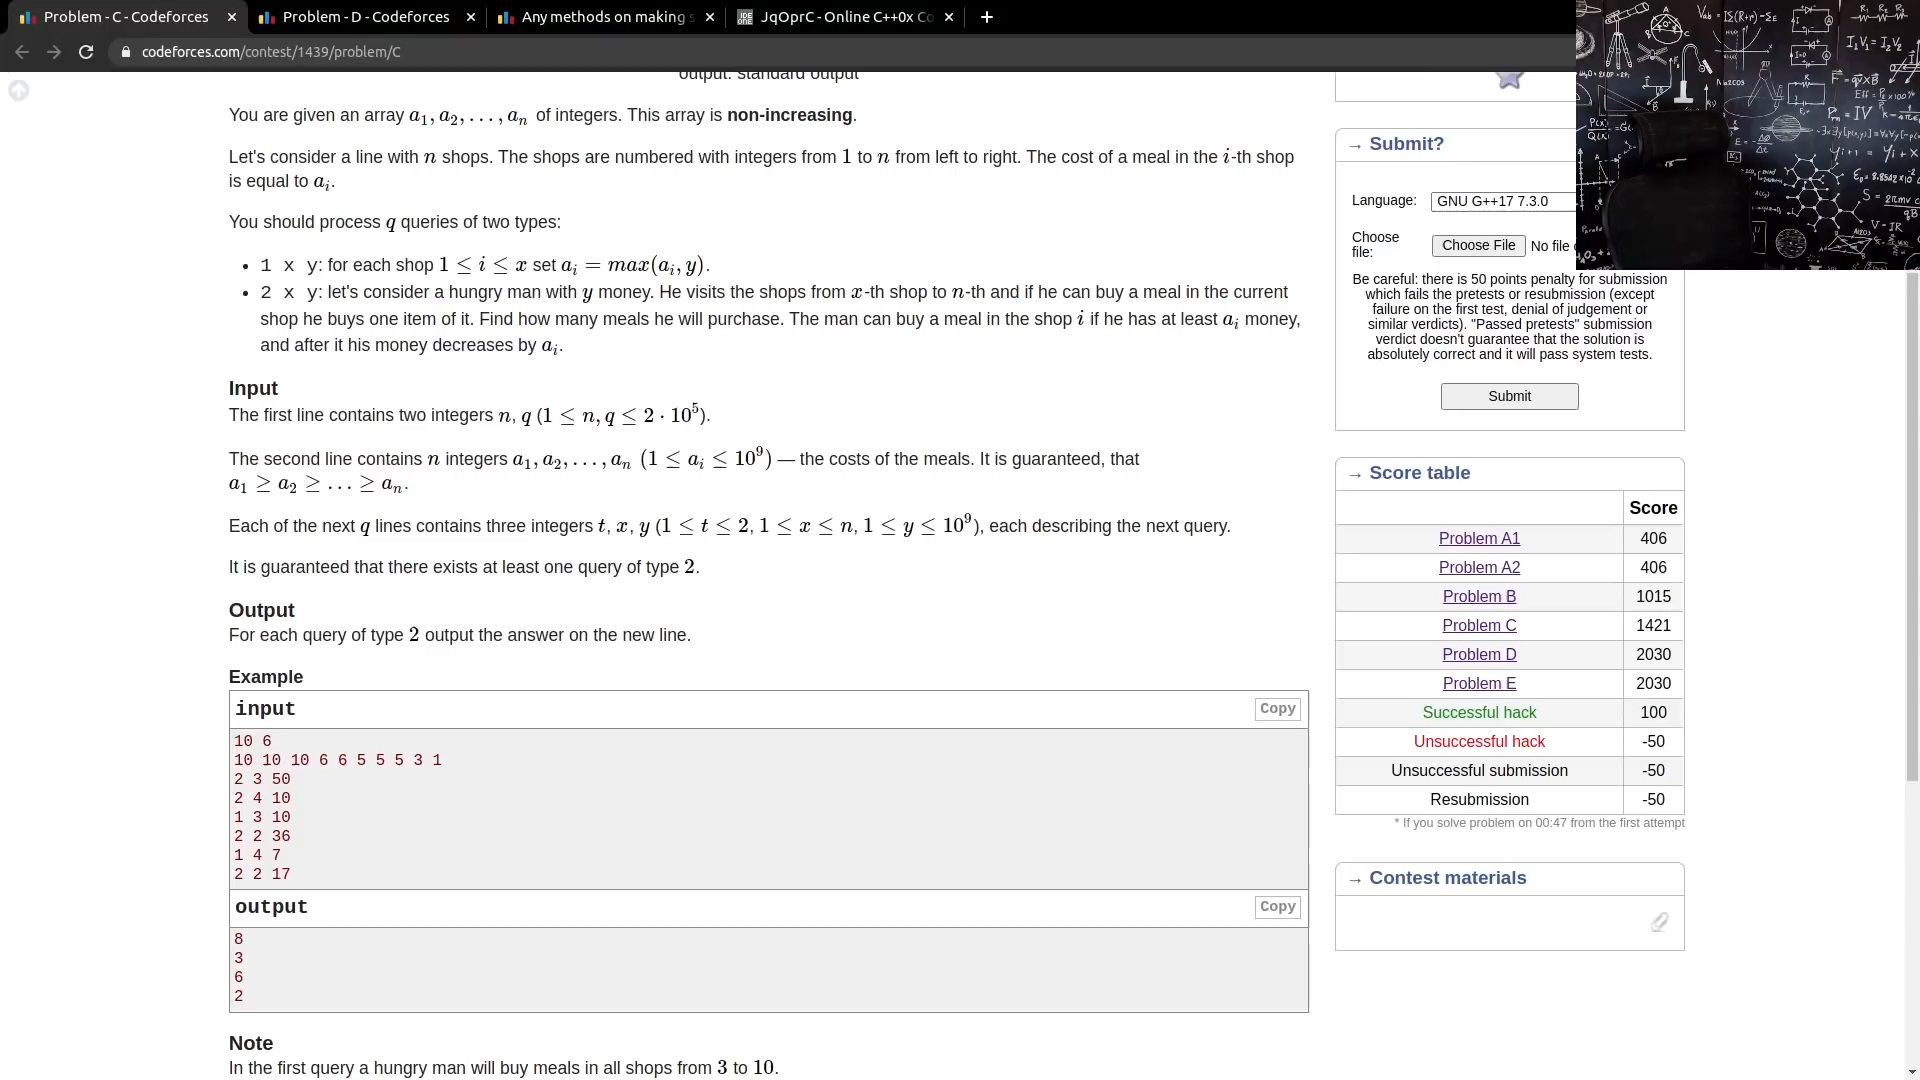 Problem - C - Codeforces
Problem - D - Codeforces
Any methods on making s
JqOprC - Online C++0x Co
codeforces.com/contest/1439/problem/C
output: standard output
You are given an array a1, a2, ..., an of integers. This array is non-increasing.
Let's consider a line with n shops. The shops are numbered with integers from 1 to n from left to right. The cost of a meal in the i-th shop
is equal to ai.
You should process q queries of two types:
• 1 x y: for each shop 1 ≤ i ≤ x set ai = max(ai, y).
• 2 x y: let's consider a hungry man with y money. He visits the shops from x-th shop to n-th and if he can buy a meal in the current
shop he buys one item of it. Find how many meals he will purchase. The man can buy a meal in the shop i if he has at least ai money,
and after it his money decreases by ai.
Input
The first line contains two integers n, q (1 ≤ n, q ≤ 2 · 10^5).
The second line contains n integers a1, a2, ..., an (1 ≤ ai ≤ 10^9) — the costs of the meals. It is guaranteed, that
a1 ≥ a2 ≥ ... ≥ an.
Each of the next q lines contains three integers t, x, y (1 ≤ t ≤ 2, 1 ≤ x ≤ n, 1 ≤ y ≤ 10^9), each describing the next query.
It is guaranteed that there exists at least one query of type 2.
Output
For each query of type 2 output the answer on the new line.
Example
input
Copy
10 6
10 10 10 6 6 5 5 5 3 1
2 3 50
2 4 10
1 3 10
2 2 36
1 4 7
2 2 17
output
Copy
8
3
6
2
Note
In the first query a hungry man will buy meals in all shops from 3 to 10.
→ Submit?
Language: GNU G++17 7.3.0
Choose
file:
Choose File No file
Be careful: there is 50 points penalty for submission
which fails the pretests or resubmission (except
failure on the first test, denial of judgement or
similar verdicts). "Passed pretests" submission
verdict doesn't guarantee that the solution is
absolutely correct and it will pass system tests.
Submit
→ Score table
Score
Problem A1 406
Problem A2 406
Problem B 1015
Problem C 1421
Problem D 2030
Problem E 2030
Successful hack 100
Unsuccessful hack -50
Unsuccessful submission -50
Resubmission -50
* If you solve problem on 00:47 from the first attempt
→ Contest materials